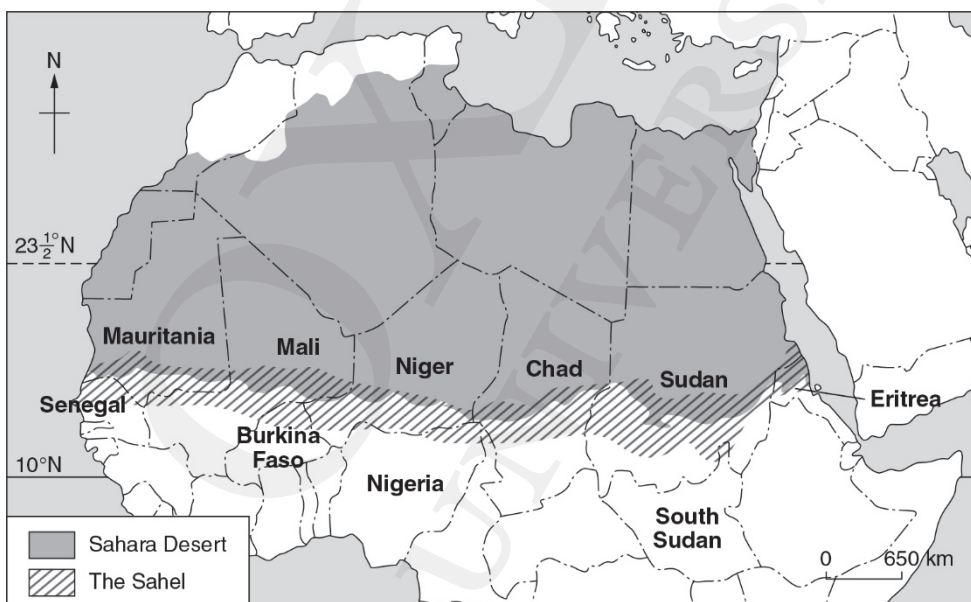 N
23½°N
Mauritania
Mali
Niger
Chad
Sudan
Senegal
Eritrea
Burkina
Faso
10°N
Nigeria
South
Sudan
0 650 km
Sahara Desert
The Sahel
UNIVERS